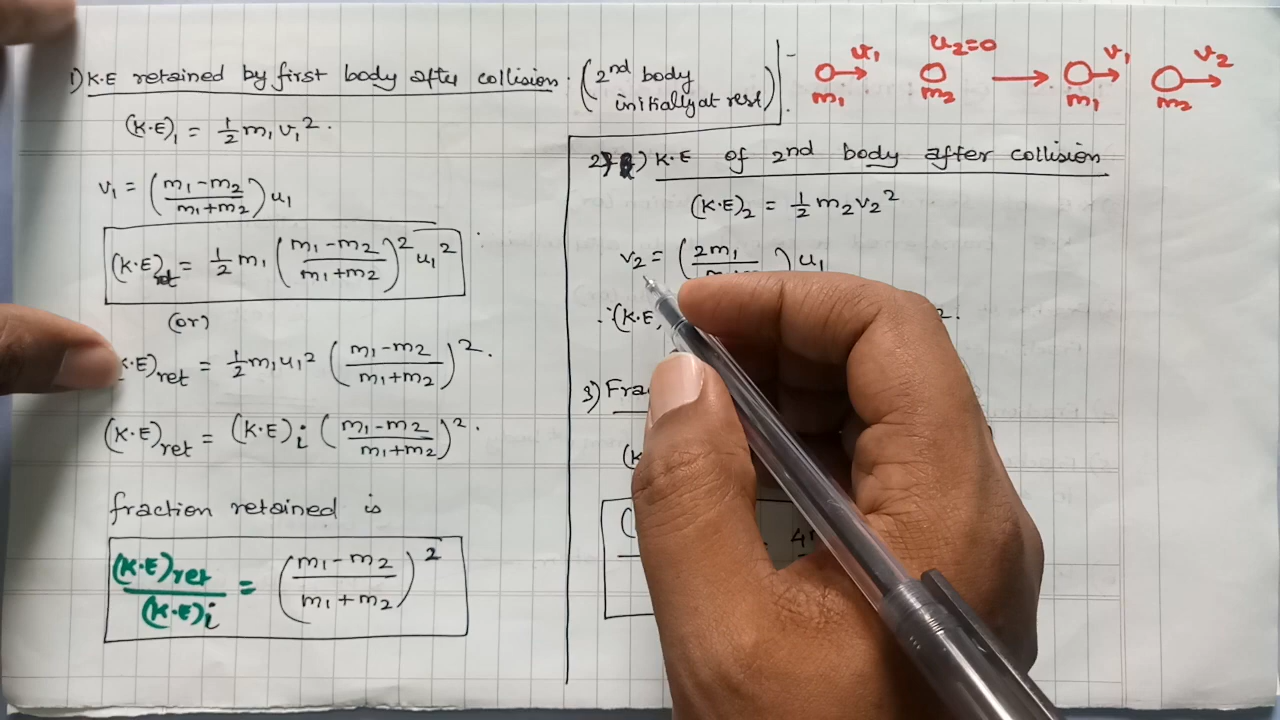 1) K.E retained by first body after collision. (2nd body initially at rest).
(K.E)₁ = 1/2 m₁v₁².
v₁ = ((m₁-m₂)/(m₁+m₂)) u₁
(K.E)ret = 1/2 m₁ ((m₁-m₂)/(m₁+m₂))² u₁²
(or)
K.E)ret = 1/2 m₁u₁² ((m₁-m₂)/(m₁+m₂))².
(K.E)ret = (K.E)i ((m₁-m₂)/(m₁+m₂))².
fraction retained is
(K.E)ret/(K.E)i = ((m₁-m₂)/(m₁+m₂))²
u₁ u₂=0 v₁ v₂
m₁ m₂ m₁ m₂
2) K.E of 2nd body after collision
(K.E)₂ = 1/2 m₂v₂²
v₂ = (2m₁/) u₁
∴(K.E 2.
3)